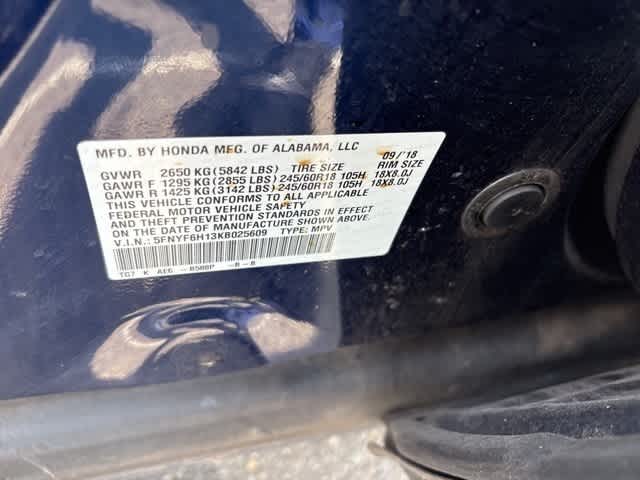 MFD. BY HONDA MFG. OF ALABAMA, LLC 09/'18
GVWR 2650 KG(5842 LBS) TIRE SIZE RIM SIZE
GAWR F 1295 KG(2855 LBS) 245/60R18 105H 18X8.0J
GAWR R 1425 KG(3142 LBS) 245/60R18 105H 18X8.0J
THIS VEHICLE CONFORMS TO ALL APPLICABLE
FEDERAL MOTOR VEHICLE SAFETY
AND THEFT PREVENTION STANDARDS IN EFFECT
ON THE DATE OF MANUFACTURE SHOWN ABOVE.
V.I.N.: 5FNYF6H13KB025609 TYPE: MPV
TG7 K AE6 -B588P -B-B